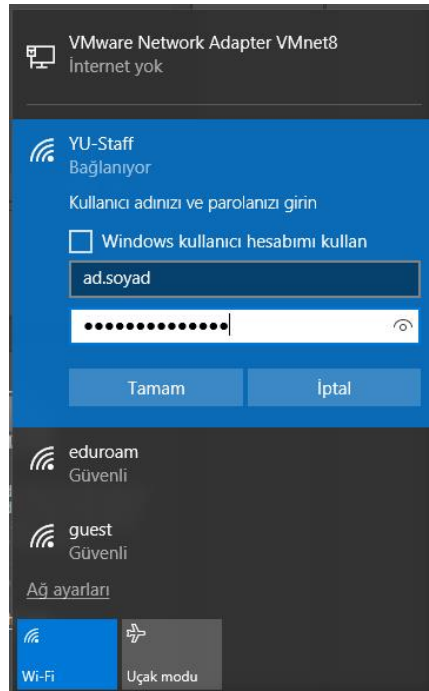 VMware Network Adapter VMnet8
İnternet yok
YU-Staff
Bağlanıyor
Kullanıcı adınızı ve parolanızı girin
Windows kullanıcı hesabımı kullan
ad.soyad
●●●●●●●●●●●●●●
Tamam İptal
eduroam
Güvenli
guest
Güvenli
Ağ ayarları
Wi-Fi Uçak modu